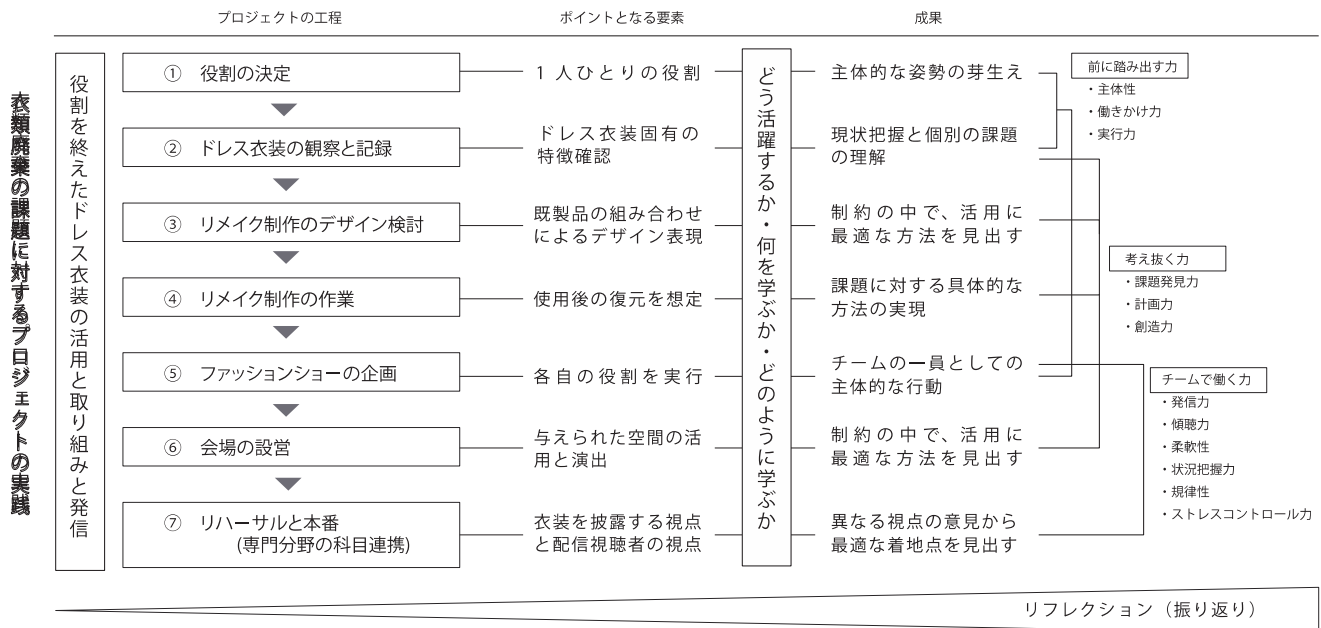 プロジェクトの工程
ポイントとなる要素
成果
衣類廃棄の課題に対するプロジェクトの実践
役割を終えたドレス衣装の活用と取り組みと発信
① 役割の決定
1人ひとりの役割
どう活躍するか・何を学ぶか・どのように学ぶか
主体的な姿勢の芽生え
② ドレス衣装の観察と記録
ドレス衣装固有の
特徴確認
現状把握と個別の課題
の理解
③ リメイク制作のデザイン検討
既製品の組み合わせ
によるデザイン表現
制約の中で、活用に
最適な方法を見出す
④ リメイク制作の作業
使用後の復元を想定
課題に対する具体的な
方法の実現
⑤ ファッションショーの企画
各自の役割を実行
チームの一員としての
主体的な行動
⑥ 会場の設営
与えられた空間の活
用と演出
制約の中で、活用に
最適な方法を見出す
⑦ リハーサルと本番
(専門分野の科目連携)
衣装を披露する視点
と配信視聴者の視点
異なる視点の意見から
最適な着地点を見出す
前に踏み出す力
・主体性
・働きかけ力
・実行力
考え抜く力
・課題発見力
・計画力
・創造力
チームで働く力
・発信力
・傾聴力
・柔軟性
・状況把握力
・規律性
・ストレスコントロール力
リフレクション（振り返り）